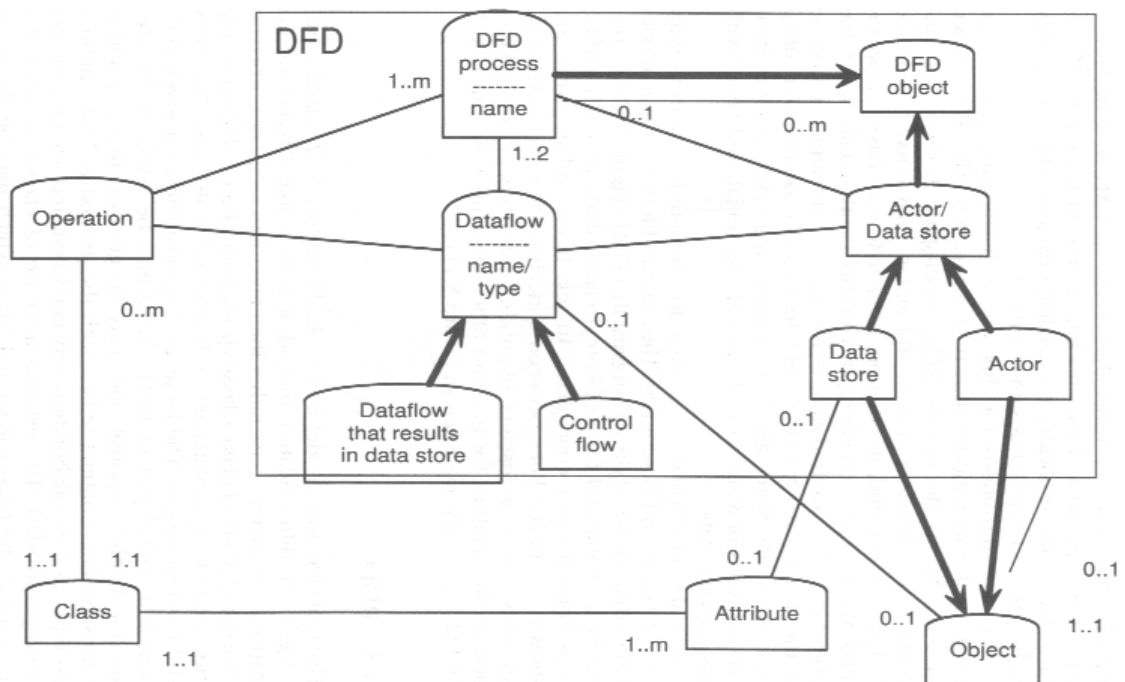 DFD
DFD
process
-------
name
DFD
object
1..m
0..1
0..m
1..2
Operation
Dataflow
--------
name/
type
Actor/
Data store
0..m
0..1
Data
store
Actor
Dataflow
that results
in data store
Control
flow
0..1
1..1
1.1
0..1
0..1
Class
Attribute
0..1
1..1
Object
1..1
1..m